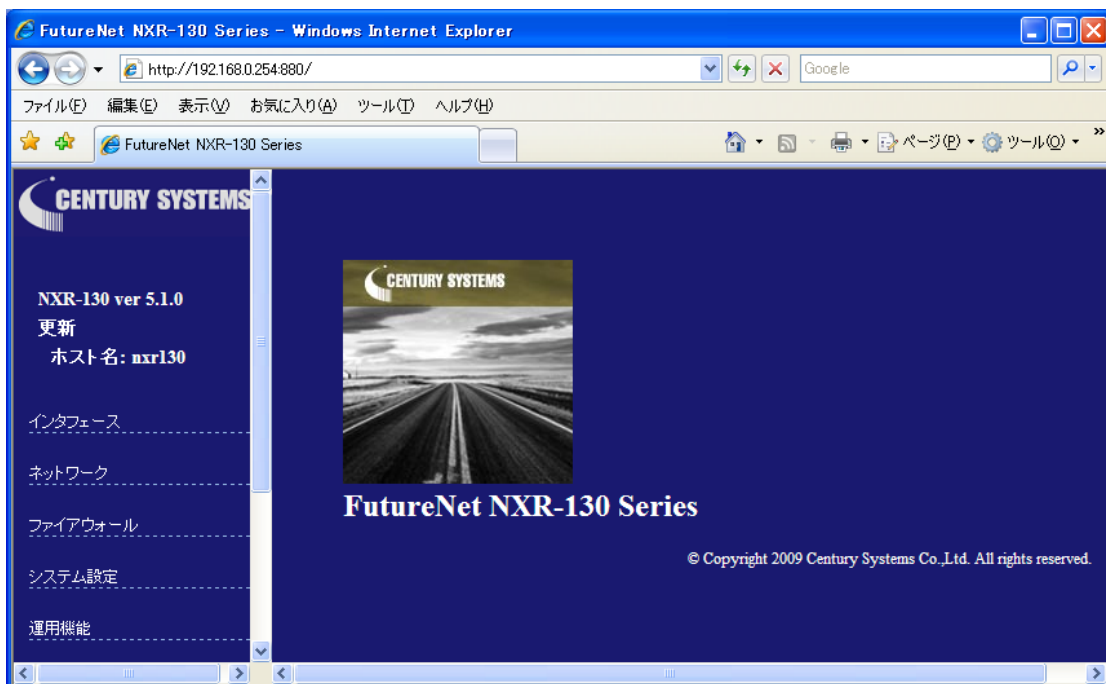 FutureNet NXR-130 Series - Windows Internet Explorer
http://192.168.0.254:880/
Google
ファイル(F) 編集(E) 表示(V) お気に入り(A) ツール(T) ヘルプ(H)
FutureNet NXR-130 Series
ページ(P) ツール(O)
CENTURY SYSTEMS
NXR-130 ver 5.1.0
更新
ホスト名: nxr130
インタフェース
ネットワーク
ファイアウォール
システム設定
運用機能
CENTURY SYSTEMS
FutureNet NXR-130 Series
© Copyright 2009 Century Systems Co.,Ltd. All rights reserved.